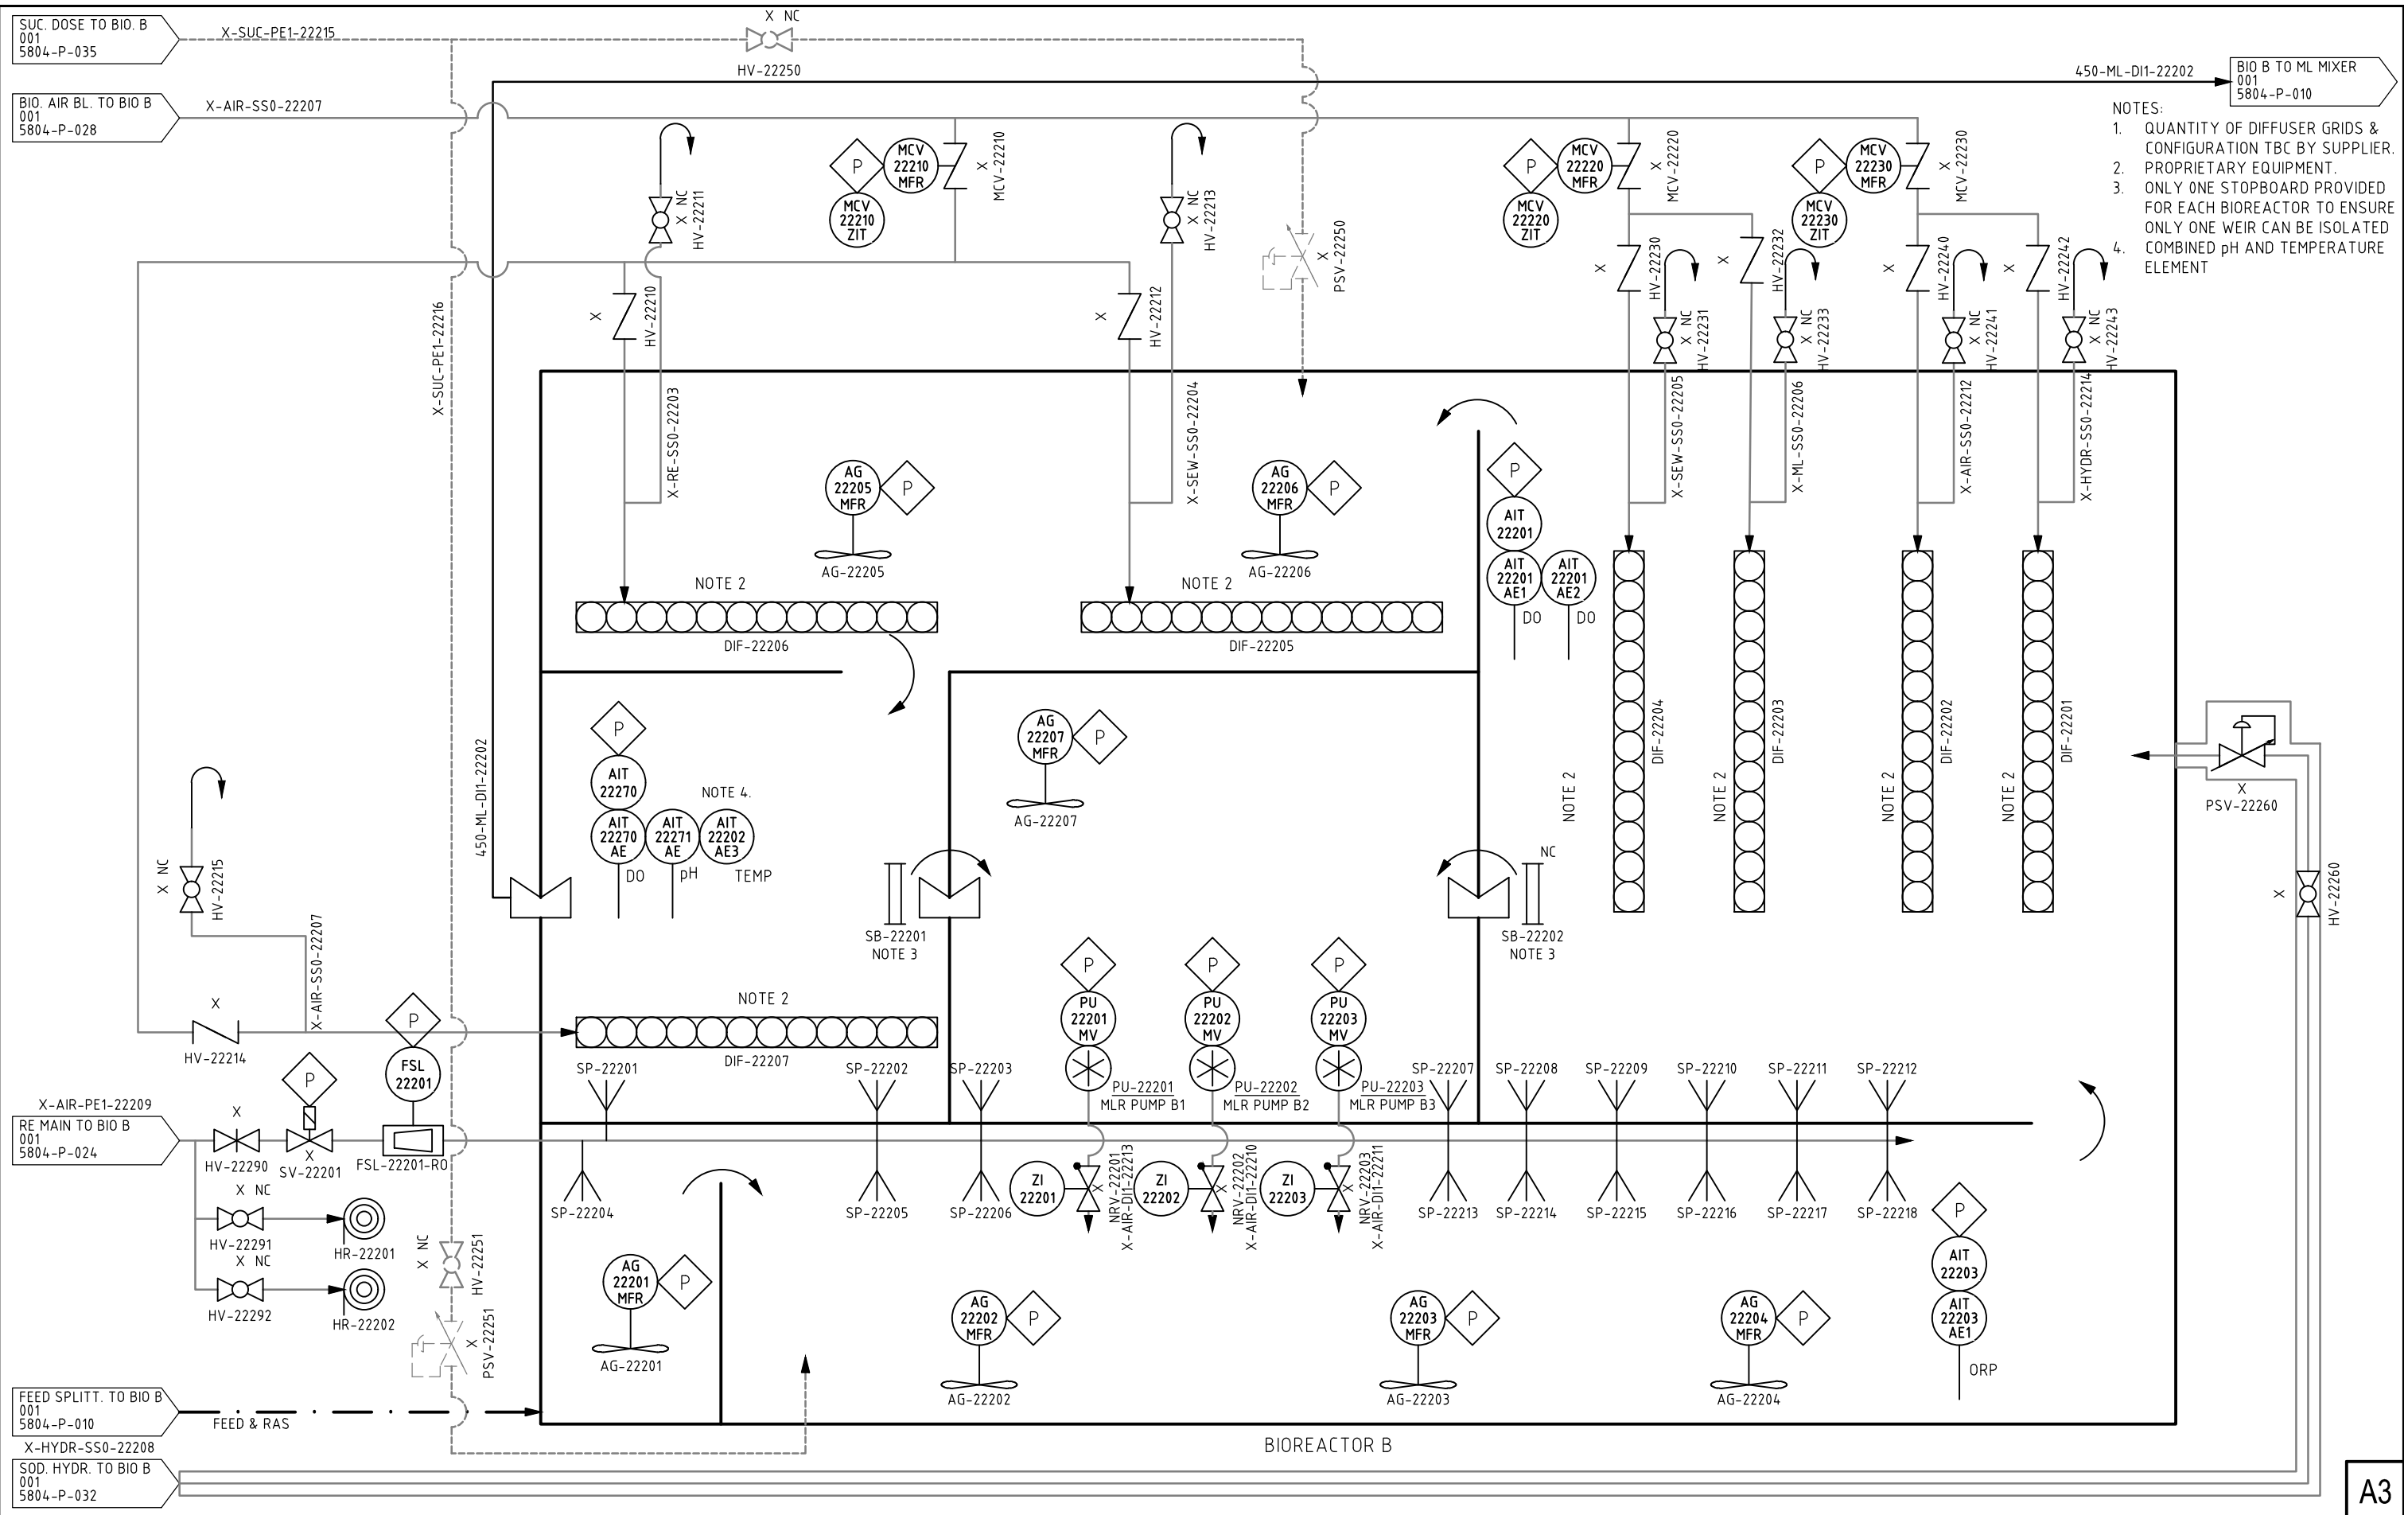 SUC. DOSE TO BIO. B
001
5804-P-035
X-SUC-PE1-22215
X NC
HV-22250
450-ML-DI1-22202
BIO B TO ML MIXER
001
5804-P-010
BIO. AIR BL. TO BIO B
001
5804-P-028
X-AIR-SS0-22207
NOTES:
1. QUANTITY OF DIFFUSER GRIDS &
CONFIGURATION TBC BY SUPPLIER.
2. PROPRIETARY EQUIPMENT.
3. ONLY ONE STOPBOARD PROVIDED
FOR EACH BIOREACTOR TO ENSURE
ONLY ONE WEIR CAN BE ISOLATED
4. COMBINED pH AND TEMPERATURE
ELEMENT
X NC
HV-22211
P
MCV
22210
MFR
MCV
22210
ZIT
X
MCV-22210
X NC
HV-22213
X
PSV-22250
P
MCV
22220
MFR
MCV
22220
ZIT
X
MCV-22220
P
MCV
22230
MFR
MCV
22230
ZIT
X
MCV-22230
X
HV-22210
X
HV-22212
X
HV-22230
X NC
HV-22231
X
HV-22232
X NC
HV-22233
X
HV-22240
X NC
HV-22241
X
HV-22242
X NC
HV-22243
X-SUC-PE1-22216
X-RE-SS0-22203
X-SEW-SS0-22204
X-SEW-SS0-22205
X-ML-SS0-22206
X-AIR-SS0-22212
X-HYDR-SS0-22214
AG
22205
MFR
P
AG-22205
AG
22206
MFR
P
AG-22206
P
AIT
22201
AIT
22201
AE1
AIT
22201
AE2
DO
DO
NOTE 2
DIF-22206
NOTE 2
DIF-22205
NOTE 2
DIF-22204
NOTE 2
DIF-22203
NOTE 2
DIF-22202
NOTE 2
DIF-22201
450-ML-DI1-22202
P
AIT
22270
NOTE 4.
AIT
22270
AE
AIT
22271
AE
AIT
22202
AE3
DO
pH
TEMP
AG
22207
MFR
P
AG-22207
SB-22201
NOTE 3
NC
SB-22202
NOTE 3
X
PSV-22260
X
HV-22260
X NC
HV-22215
X-AIR-SS0-22207
X
HV-22214
NOTE 2
DIF-22207
P
FSL
22201
P
PU
22201
MV
PU-22201
MLR PUMP B1
P
PU
22202
MV
PU-22202
MLR PUMP B2
P
PU
22203
MV
PU-22203
MLR PUMP B3
SP-22201
SP-22202
SP-22203
SP-22207
SP-22208
SP-22209
SP-22210
SP-22211
SP-22212
X-AIR-PE1-22209
RE MAIN TO BIO B
001
5804-P-024
X
HV-22290
P
X
SV-22201
FSL-22201-RO
SP-22204
SP-22205
SP-22206
ZI
22201
X
NRV-22201
X-AIR-DI1-22213
ZI
22202
X
NRV-22202
X-AIR-DI1-22210
ZI
22203
X
NRV-22203
X-AIR-DI1-22211
SP-22213
SP-22214
SP-22215
SP-22216
SP-22217
SP-22218
X NC
HV-22291
HR-22201
X NC
HV-22292
HR-22202
X NC
HV-22251
X
PSV-22251
AG
22201
MFR
P
AG-22201
AG
22202
MFR
P
AG-22202
AG
22203
MFR
P
AG-22203
AG
22204
MFR
P
AG-22204
P
AIT
22203
AIT
22203
AE1
ORP
FEED SPLITT. TO BIO B
001
5804-P-010
FEED & RAS
BIOREACTOR B
X-HYDR-SS0-22208
SOD. HYDR. TO BIO B
001
5804-P-032
A3